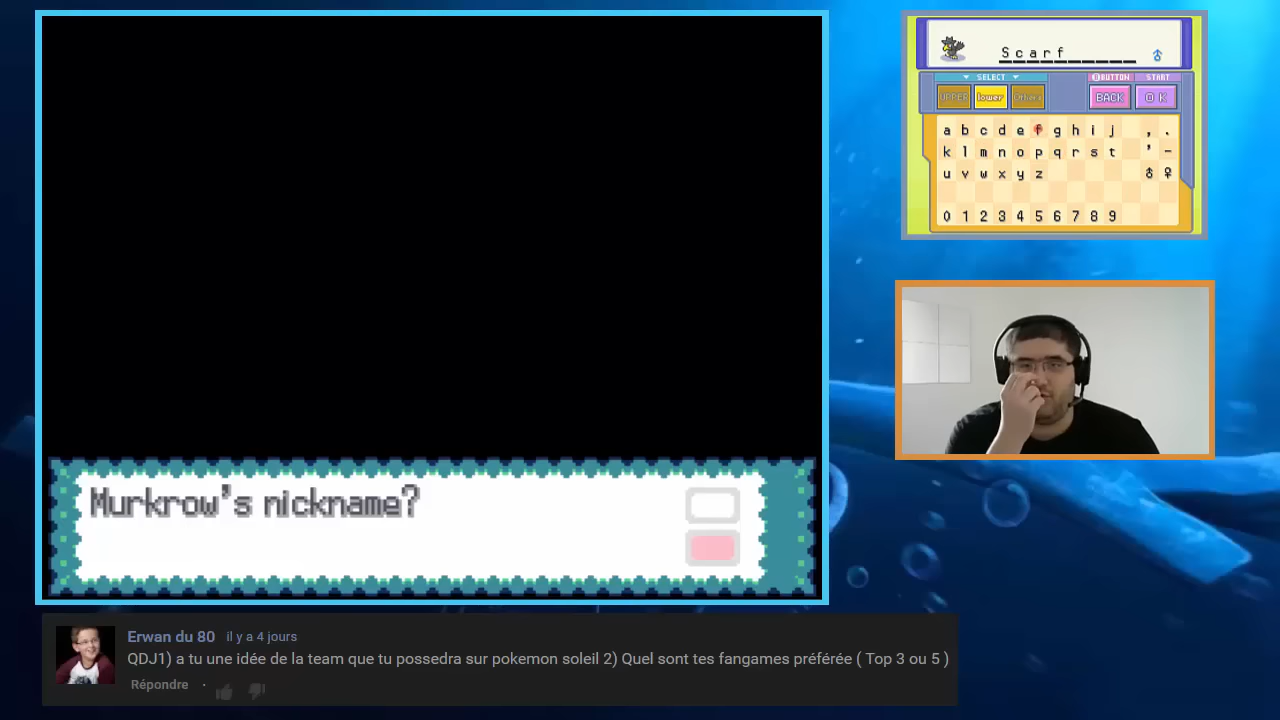 Scarf
SELECT BUTTON START
UPPER lower Others BACK OK
a b c d e f g h i j , .
k l m n o p q r s t ' -
u v w x y z ♂ ♀
0 1 2 3 4 5 6 7 8 9
Murkrow's nickname?
Erwan du 80 il y a 4 jours
QDJ1) a tu une idée de la team que tu possedra sur pokemon soleil 2) Quel sont tes fangames préférée ( Top 3 ou 5 )
Répondre ·